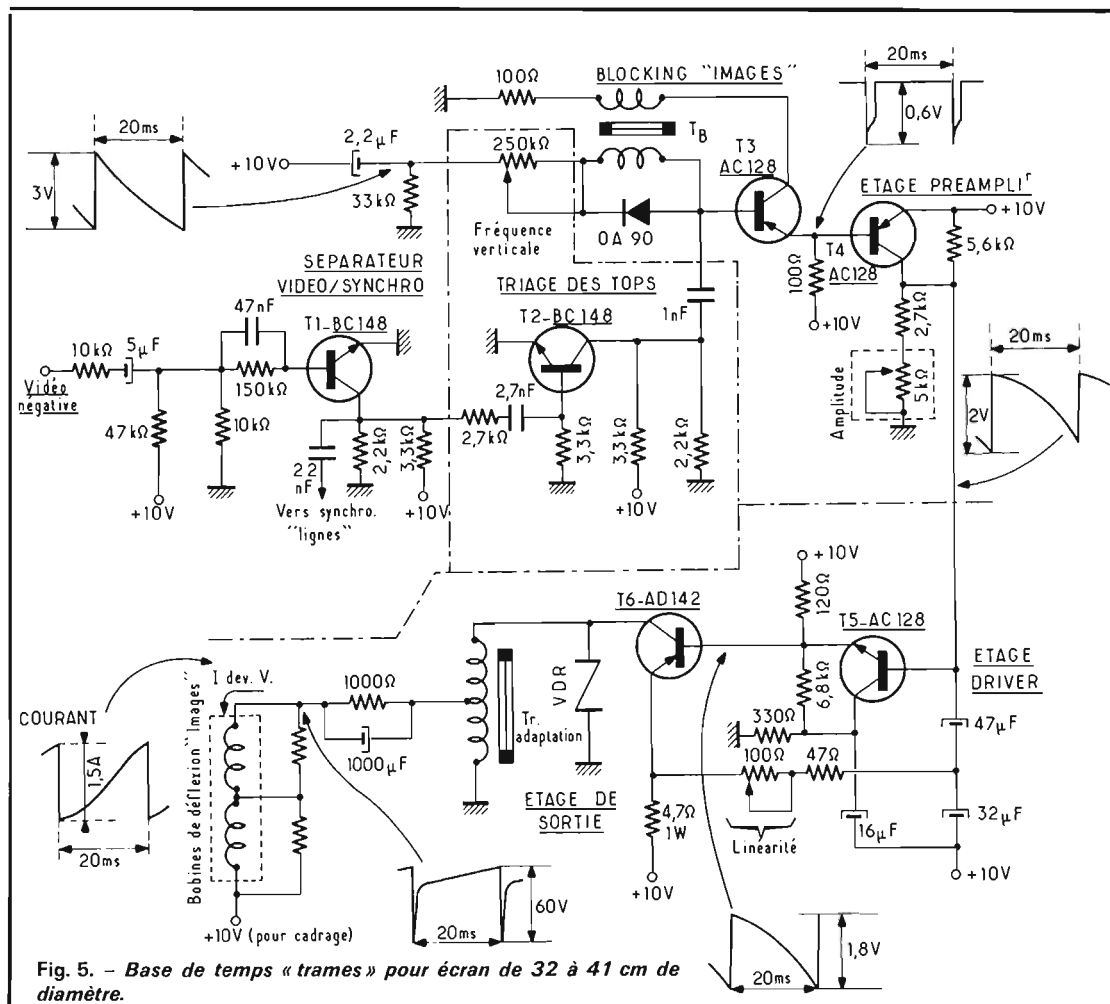 20ms
3V
+10V
2,2µF
33kΩ
100Ω
BLOCKING "IMAGES"
T_B
250kΩ
Fréquence
verticale
OA 90
T3
AC128
20ms
0,6V
ETAGE PREAMPLIr
T4
AC128
+10V
5,6kΩ
100Ω
+10V
2,7kΩ
Amplitude
5kΩ
20ms
2V
SEPARATEUR
VIDEO/SYNCHRO
T1-BC148
47nF
150kΩ
10kΩ
5µF
Vidéo
négative
47kΩ
+10V
10kΩ
22
nF
Vers synchro.
"lignes"
2,2kΩ
3,3kΩ
+10V
TRIAGE DES TOPS
T2-BC148
2,7nF
2,7kΩ
3,3kΩ
3,3kΩ
+10V
2,2kΩ
1nF
COURANT
1,5A
20ms
I dev. V.
Bobines de déflexion "Images"
+10V (pour cadrage)
1000Ω
1000µF
20ms
60V
Tr.
adaptation
VDR
ETAGE DE
SORTIE
T6-AD142
4,7Ω
1W
+10V
+10V
120Ω
T5-AC128
6,8kΩ
330Ω
100Ω
47Ω
Linéarité
16µF
ETAGE
DRIVER
47µF
32µF
+10V
20ms
1,8V
Fig. 5. – Base de temps « trames » pour écran de 32 à 41 cm de
diamètre.